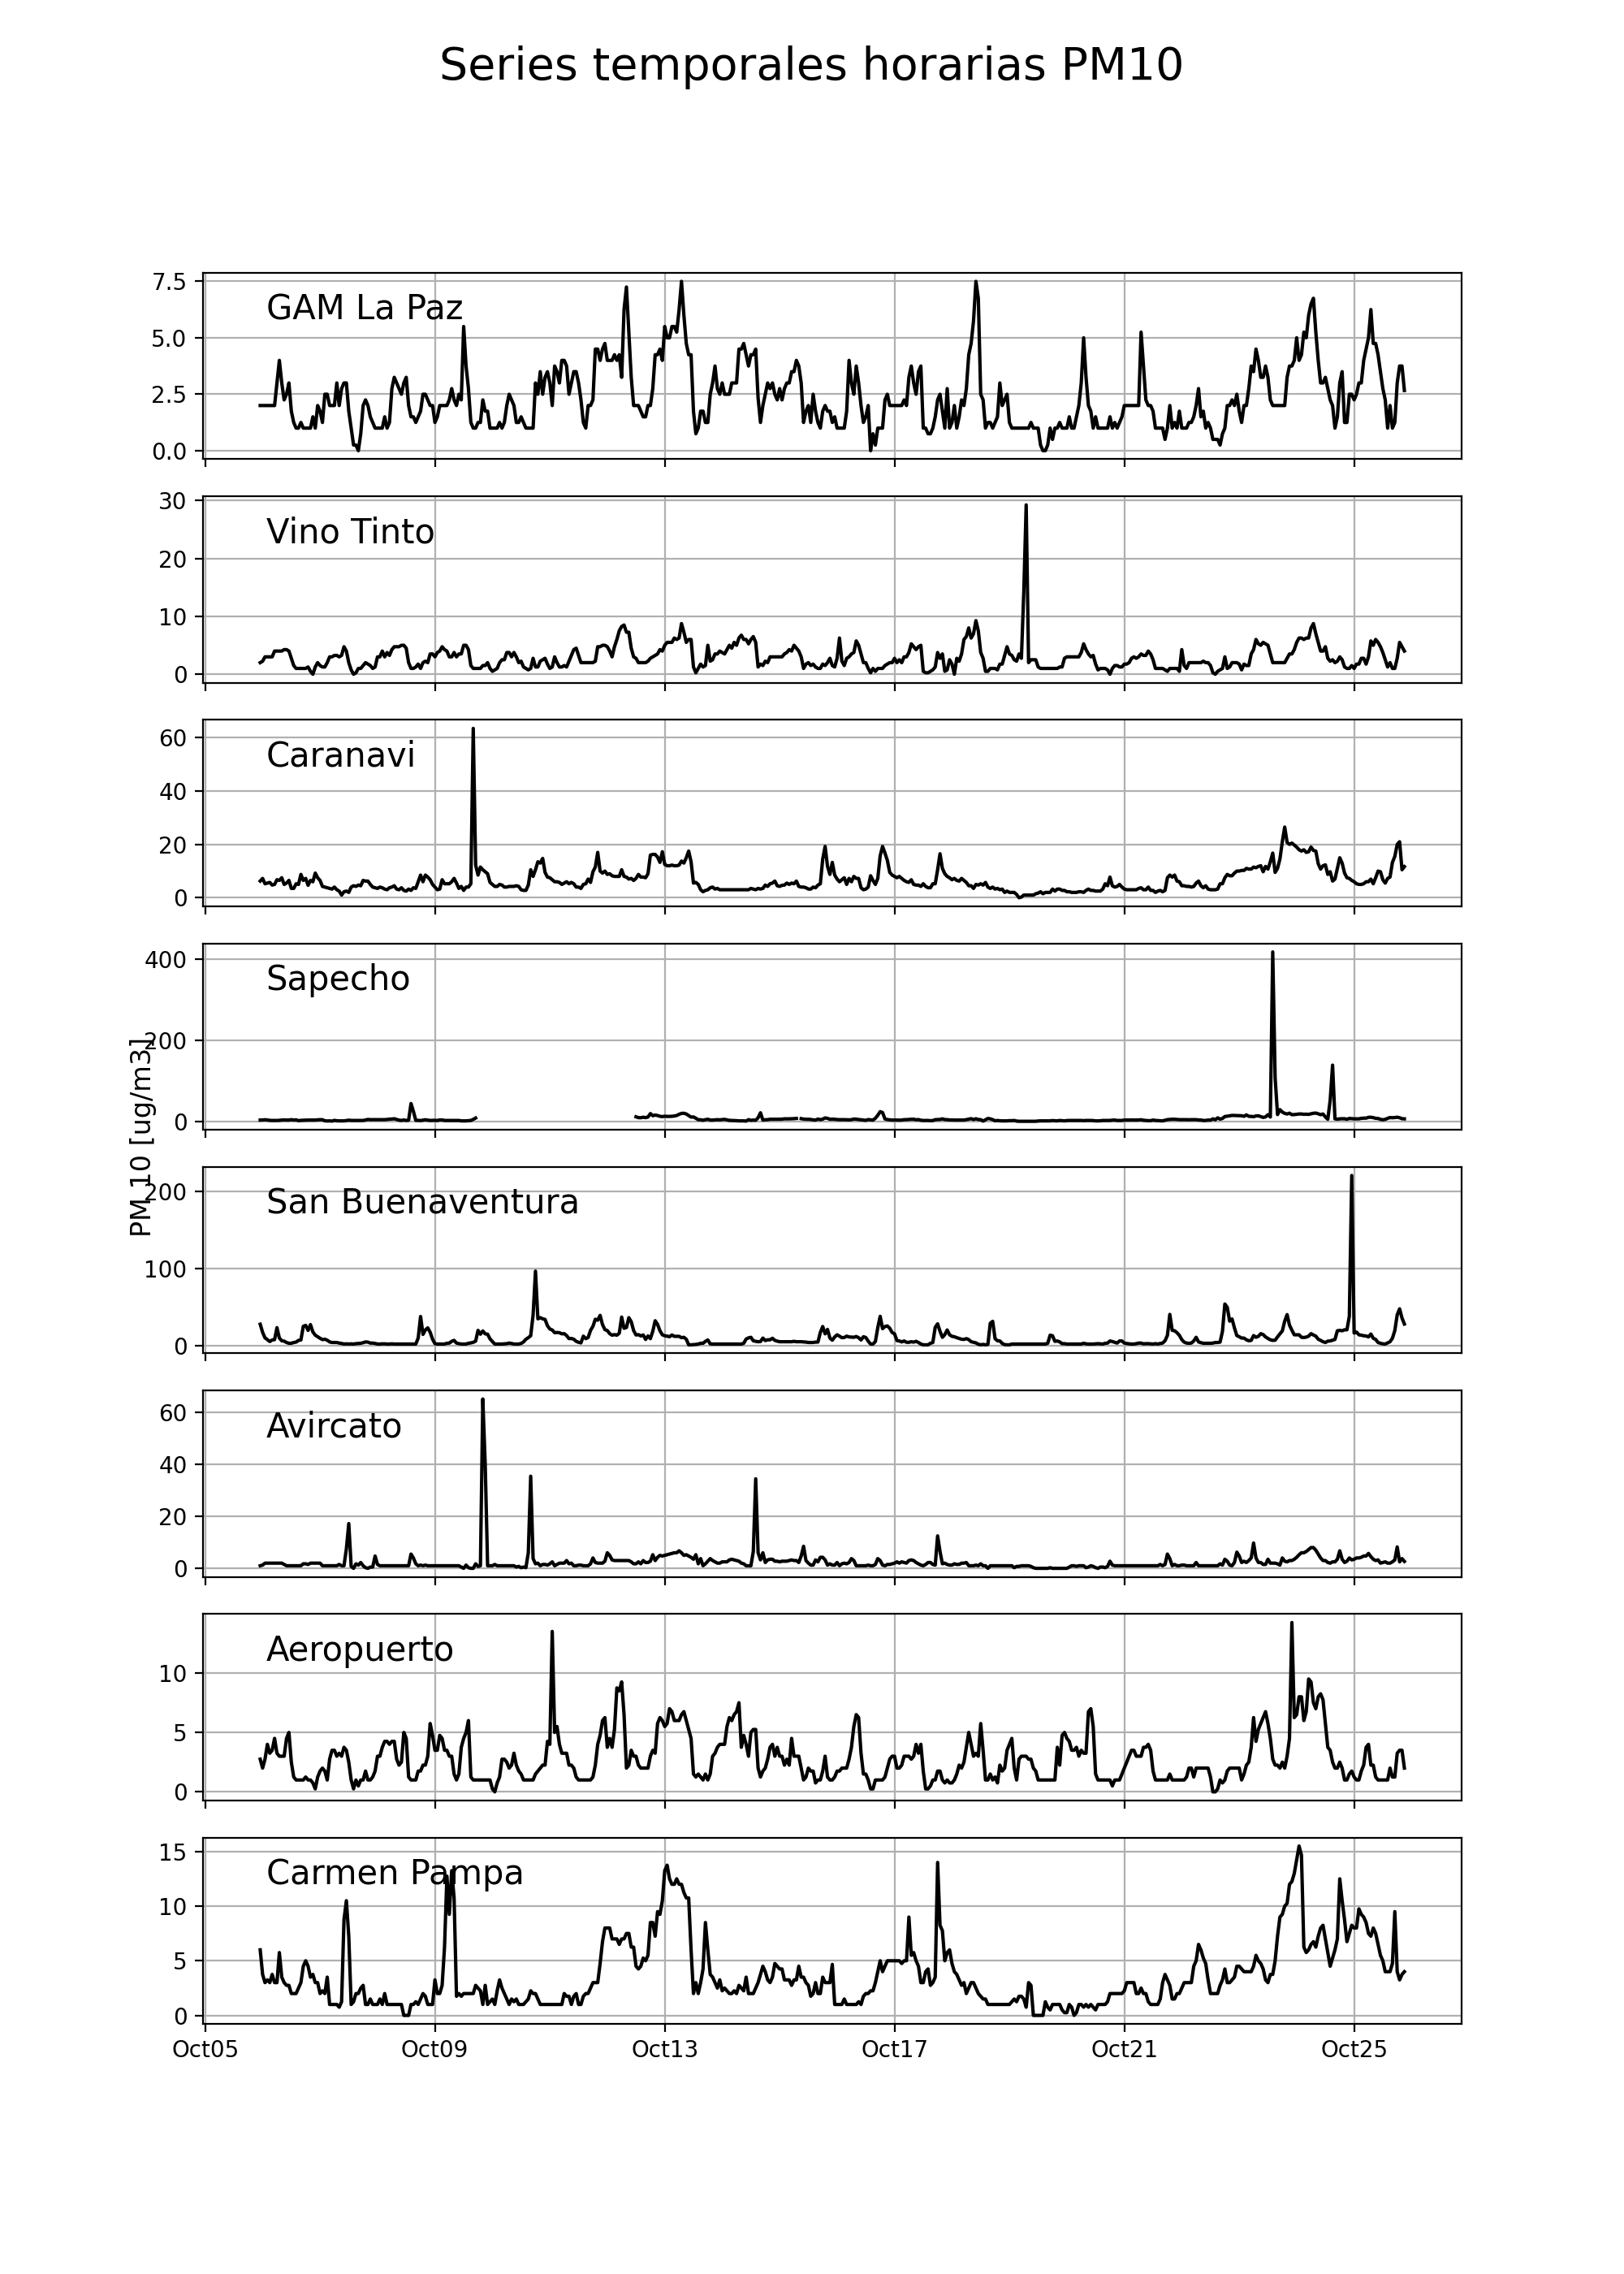 Series temporales horarias PM10
7.5
5.0
2.5
0.0
GAM La Paz
30
20
10
0
Vino Tinto
60
40
20
0
Caranavi
400
200
0
Sapecho
PM 10 [ug/m3]
200
100
0
San Buenaventura
60
40
20
0
Avircato
10
5
0
Aeropuerto
15
10
5
0
Carmen Pampa
Oct05 Oct09 Oct13 Oct17 Oct21 Oct25